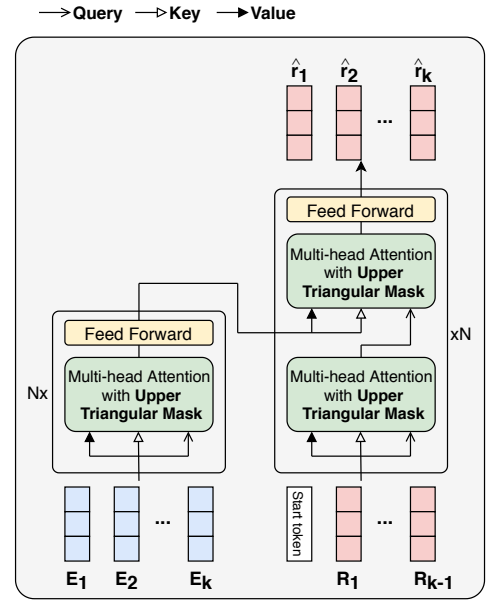 Query Key Value
r̂1 r̂2 ... r̂k
Feed Forward
Multi-head Attention
with Upper
Triangular Mask
xN
Feed Forward
Multi-head Attention
with Upper
Triangular Mask
Nx
Multi-head Attention
with Upper
Triangular Mask
...
Start token
...
E1 E2 Ek
R1 Rk-1